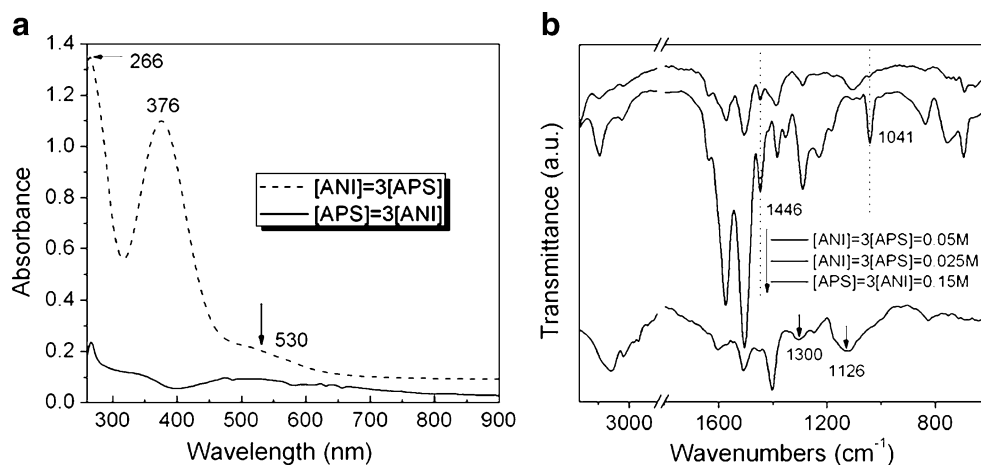 a
1.4
1.2
1.0
0.8
0.6
0.4
0.2
0.0
Absorbance
266
376
530
[ANI]=3[APS]
[APS]=3[ANI]
300 400 500 600 700 800 900
Wavelength (nm)
b
Transmittance (a.u.)
1041
1446
[ANI]=3[APS]=0.05M
[ANI]=3[APS]=0.025M
[APS]=3[ANI]=0.15M
1300
1126
3000 1600 1200 800
Wavenumbers (cm-1)